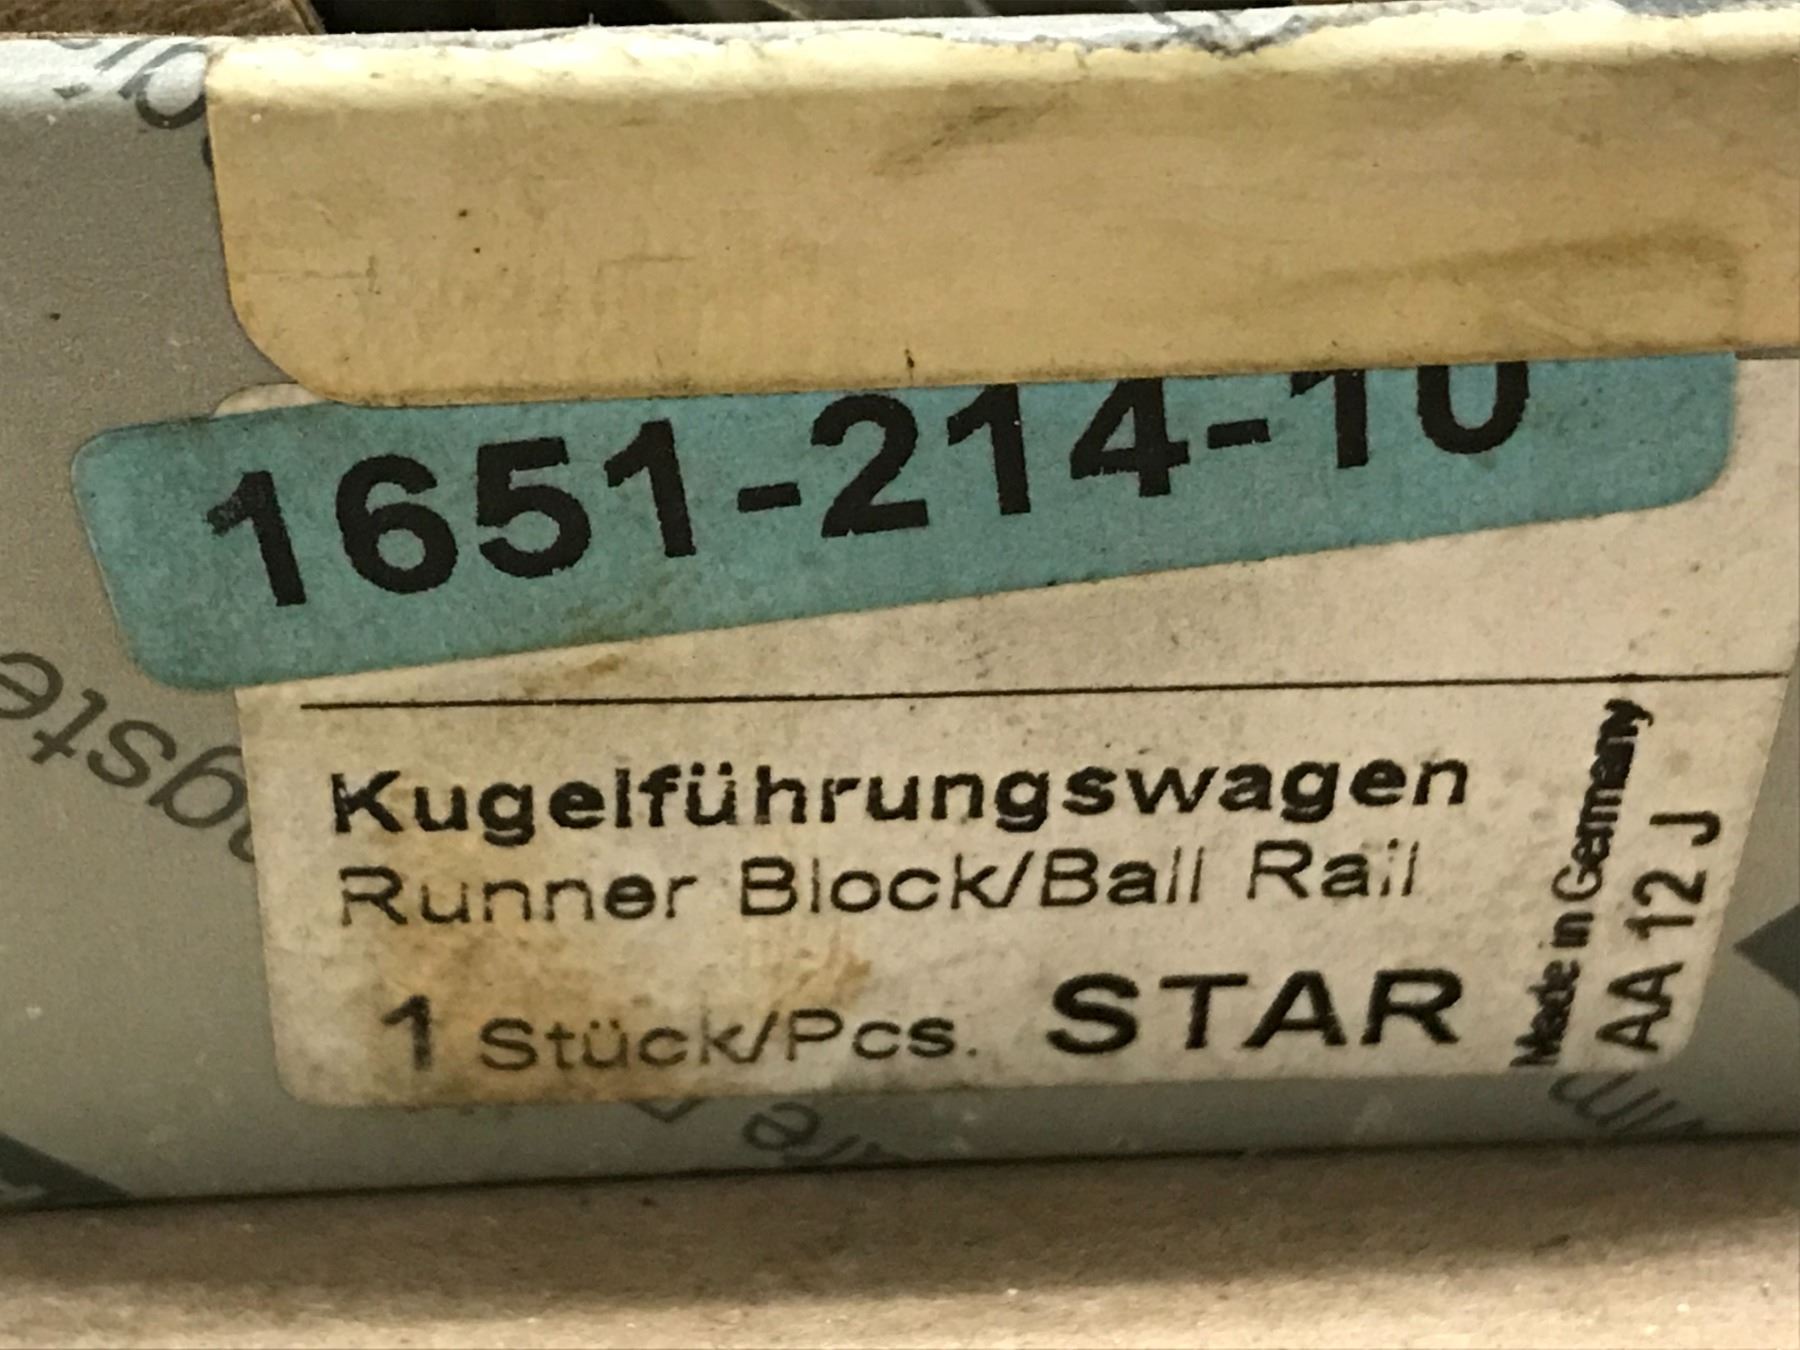 1651-214-10
Kugelführungswagen
Runner Block/Ball Rail
1 Stück/Pcs. STAR
Made in Germany
AA 12 J